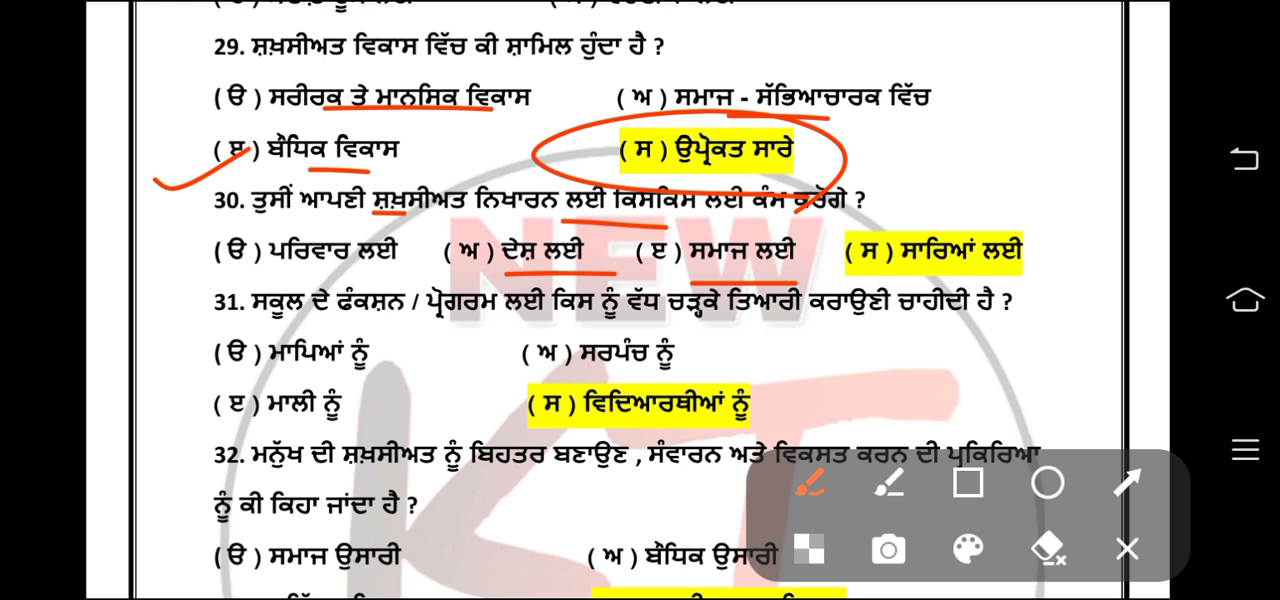 29. ਸ਼ਖ਼ਸੀਅਤ ਵਿਕਾਸ ਵਿੱਚ ਕੀ ਸ਼ਾਮਿਲ ਹੁੰਦਾ ਹੈ ?
( ੳ ) ਸਰੀਰਕ ਤੇ ਮਾਨਸਿਕ ਵਿਕਾਸ ( ਅ ) ਸਮਾਜ - ਸੱਭਿਆਚਾਰਕ ਵਿੱਚ
( ੲ ) ਬੌਧਿਕ ਵਿਕਾਸ ( ਸ ) ਉਪ੍ਰੋਕਤ ਸਾਰੇ
30. ਤੁਸੀਂ ਆਪਣੀ ਸ਼ਖ਼ਸੀਅਤ ਨਿਖਾਰਨ ਲਈ ਕਿਸਕਿਸ ਲਈ ਕੰਮ ਕਰੋਗੇ ?
( ੳ ) ਪਰਿਵਾਰ ਲਈ ( ਅ ) ਦੇਸ਼ ਲਈ ( ੲ ) ਸਮਾਜ ਲਈ ( ਸ ) ਸਾਰਿਆਂ ਲਈ
31. ਸਕੂਲ ਦੇ ਫੰਕਸ਼ਨ / ਪ੍ਰੋਗਰਮ ਲਈ ਕਿਸ ਨੂੰ ਵੱਧ ਚੜ੍ਹਕੇ ਤਿਆਰੀ ਕਰਾਉਣੀ ਚਾਹੀਦੀ ਹੈ ?
( ੳ ) ਮਾਪਿਆਂ ਨੂੰ ( ਅ ) ਸਰਪੰਚ ਨੂੰ
( ੲ ) ਮਾਲੀ ਨੂੰ ( ਸ ) ਵਿਦਿਆਰਥੀਆਂ ਨੂੰ
32. ਮਨੁੱਖ ਦੀ ਸ਼ਖ਼ਸੀਅਤ ਨੂੰ ਬਿਹਤਰ ਬਣਾਉਣ , ਸੰਵਾਰਨ ਅਤੇ ਵਿਕਸਤ ਕਰਨ ਦੀ ਪ੍ਰਕਿਰਿਆ
ਨੂੰ ਕੀ ਕਿਹਾ ਜਾਂਦਾ ਹੈ ?
( ੳ ) ਸਮਾਜ ਉਸਾਰੀ ( ਅ ) ਬੌਧਿਕ ਉਸਾਰੀ
NEW
KT